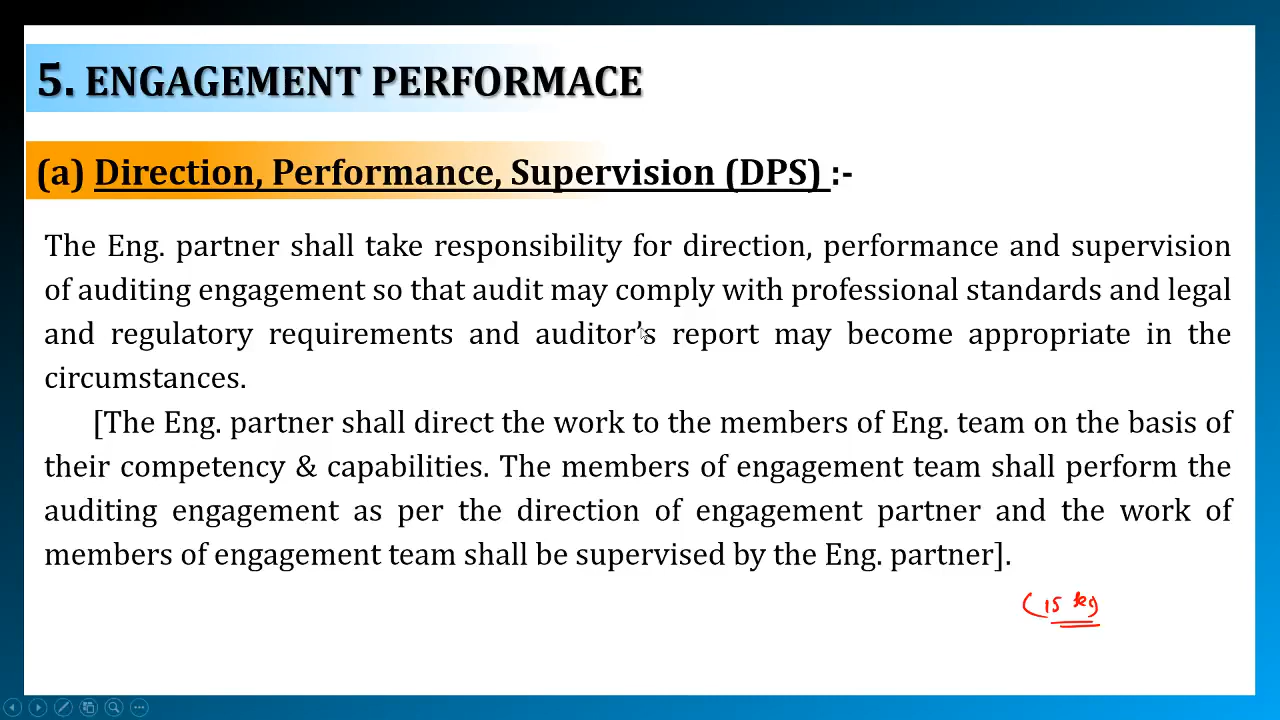 5. ENGAGEMENT PERFORMACE
(a) Direction, Performance, Supervision (DPS) :-
The Eng. partner shall take responsibility for direction, performance and supervision
of auditing engagement so that audit may comply with professional standards and legal
and regulatory requirements and auditor's report may become appropriate in the
circumstances.
[The Eng. partner shall direct the work to the members of Eng. team on the basis of
their competency & capabilities. The members of engagement team shall perform the
auditing engagement as per the direction of engagement partner and the work of
members of engagement team shall be supervised by the Eng. partner].
(15 kg)